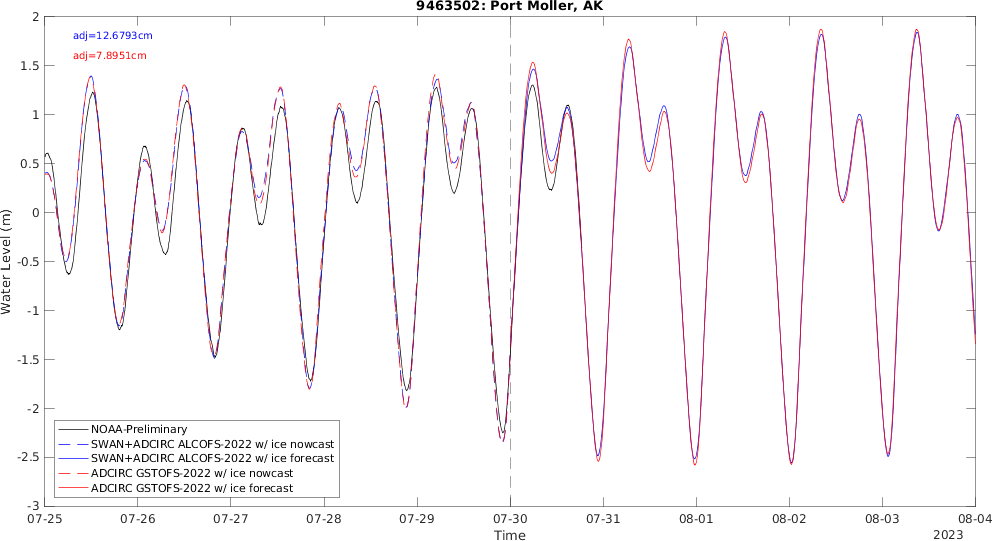 9463502: Port Moller, AK
adj=12.6793cm
adj=7.8951cm
Water Level (m)
2
1.5
1
0.5
0
-0.5
-1
-1.5
-2
-2.5
-3
NOAA-Preliminary
SWAN+ADCIRC ALCOFS-2022 w/ ice nowcast
SWAN+ADCIRC ALCOFS-2022 w/ ice forecast
ADCIRC GSTOFS-2022 w/ ice nowcast
ADCIRC GSTOFS-2022 w/ ice forecast
07-25 07-26 07-27 07-28 07-29 07-30 07-31 08-01 08-02 08-03 08-04
Time
2023